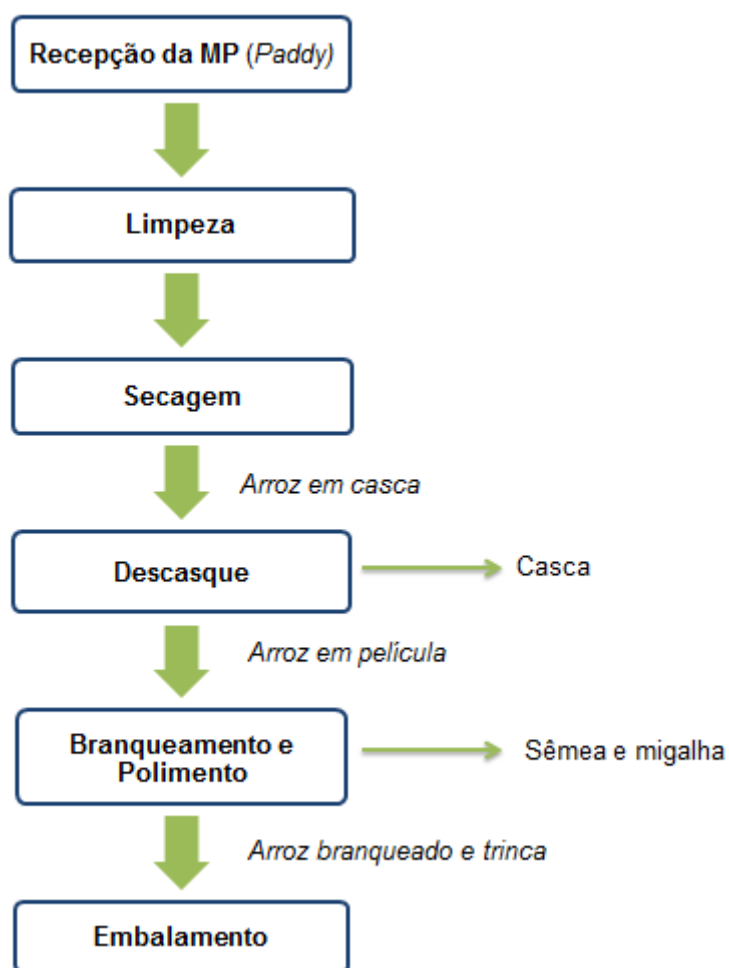 Recepção da MP (Paddy)
Limpeza
Secagem
Arroz em casca
Descasque
Casca
Arroz em película
Branqueamento e
Polimento
Sêmea e migalha
Arroz branqueado e trinca
Embalamento